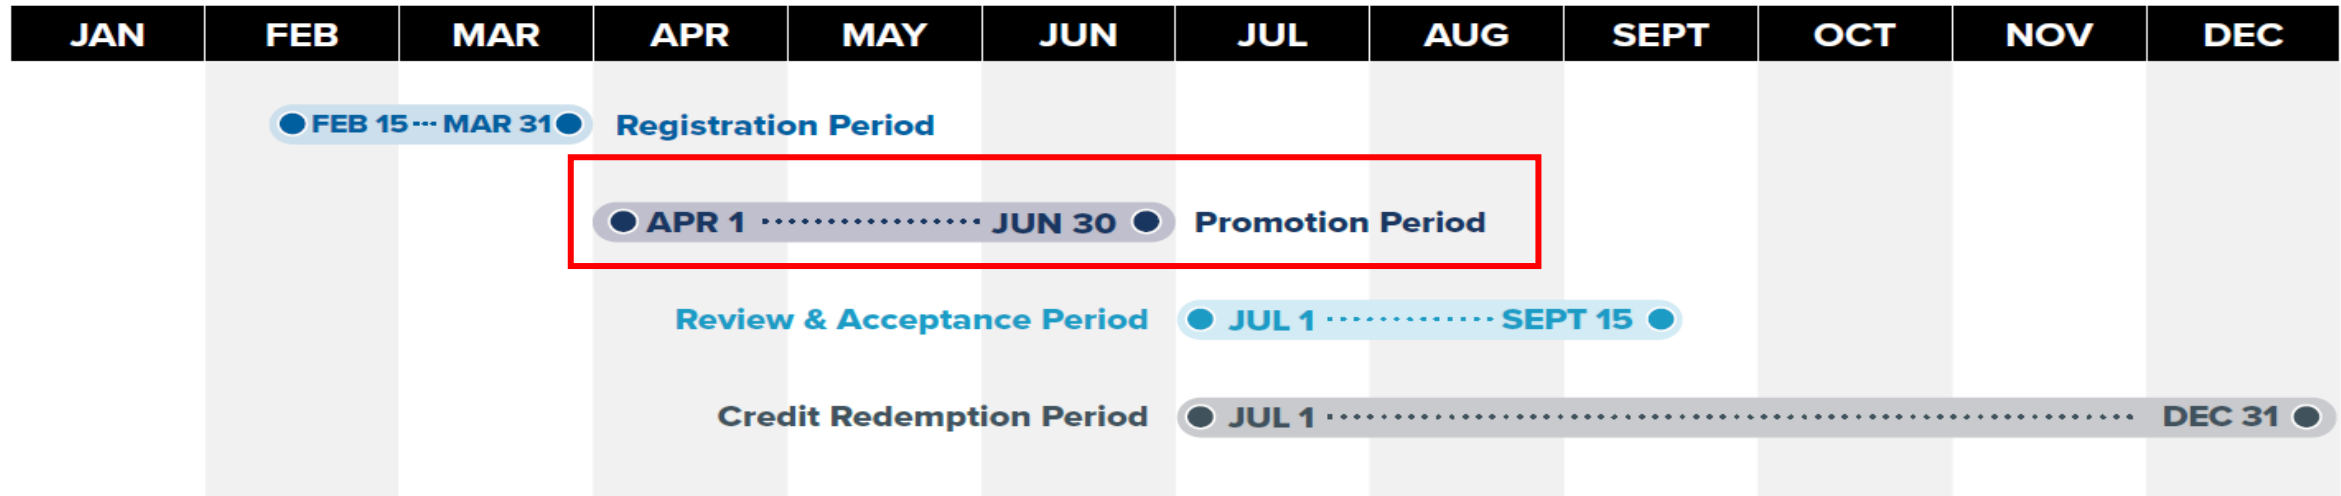 JAN FEB MAR APR MAY JUN JUL AUG SEPT OCT NOV DEC
FEB 15 --- MAR 31 Registration Period
APR 1 ........................ JUN 30 Promotion Period
Review & Acceptance Period JUL 1 ................ SEPT 15
Credit Redemption Period JUL 1 ................................................ DEC 31